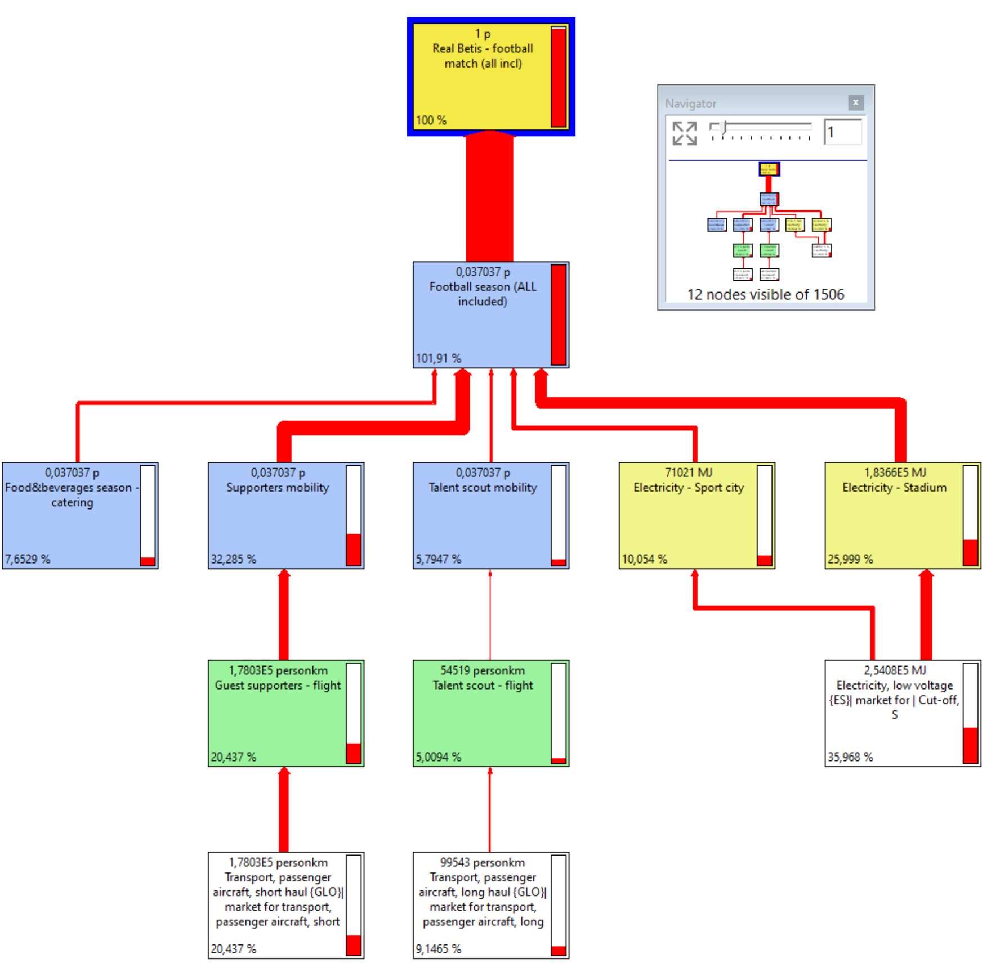 1 p
Real Betis - football
match (all incl)
100 %
Navigator
x
1
12 nodes visible of 1506
0,037037 p
Football season (ALL
included)
101,91 %
0,037037 p
Food&beverages season -
catering
7,6529 %
0,037037 p
Supporters mobility
32,285 %
0,037037 p
Talent scout mobility
5,7947 %
71021 MJ
Electricity - Sport city
10,054 %
1,8366E5 MJ
Electricity - Stadium
25,999 %
1,7803E5 personkm
Guest supporters - flight
20,437 %
54519 personkm
Talent scout - flight
5,0094 %
2,5408E5 MJ
Electricity, low voltage
{ES}| market for | Cut-off,
S
35,968 %
1,7803E5 personkm
Transport, passenger
aircraft, short haul {GLO}|
market for transport,
passenger aircraft, short
20,437 %
99543 personkm
Transport, passenger
aircraft, long haul {GLO}|
market for transport,
passenger aircraft, long
9,1465 %